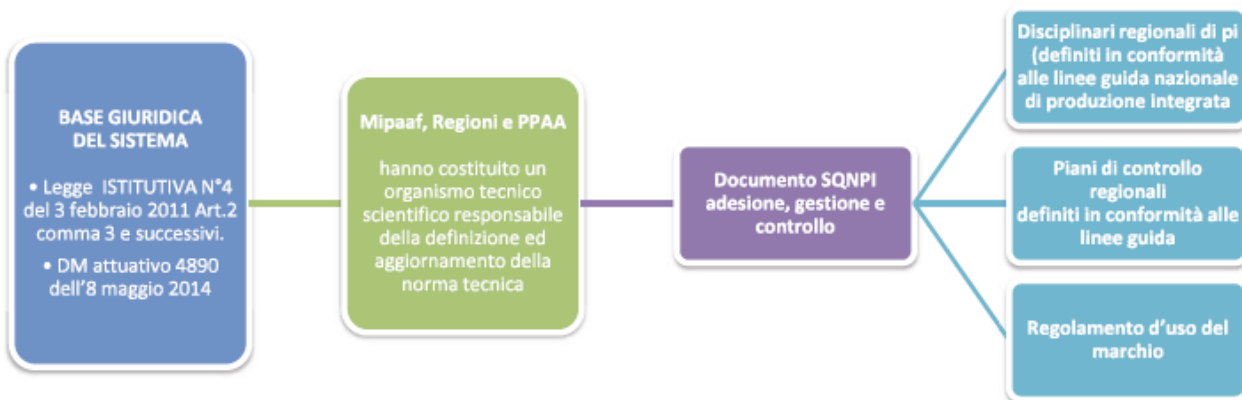 BASE GIURIDICA
DEL SISTEMA
• Legge ISTITUTIVA N°4
del 3 febbraio 2011 Art.2
comma 3 e successivi.
• DM attuativo 4890
dell'8 maggio 2014
Mipaaf, Regioni e PPAA
hanno costituito un
organismo tecnico
scientifico responsabile
della definizione ed
aggiornamento della
norma tecnica
Documento SQNPI
adesione, gestione e
controllo
Disciplinari regionali di pi
(definiti in conformità
alle linee guida nazionale
di produzione integrata
Piani di controllo
regionali
definiti in conformità alle
linee guida
Regolamento d'uso del
marchio